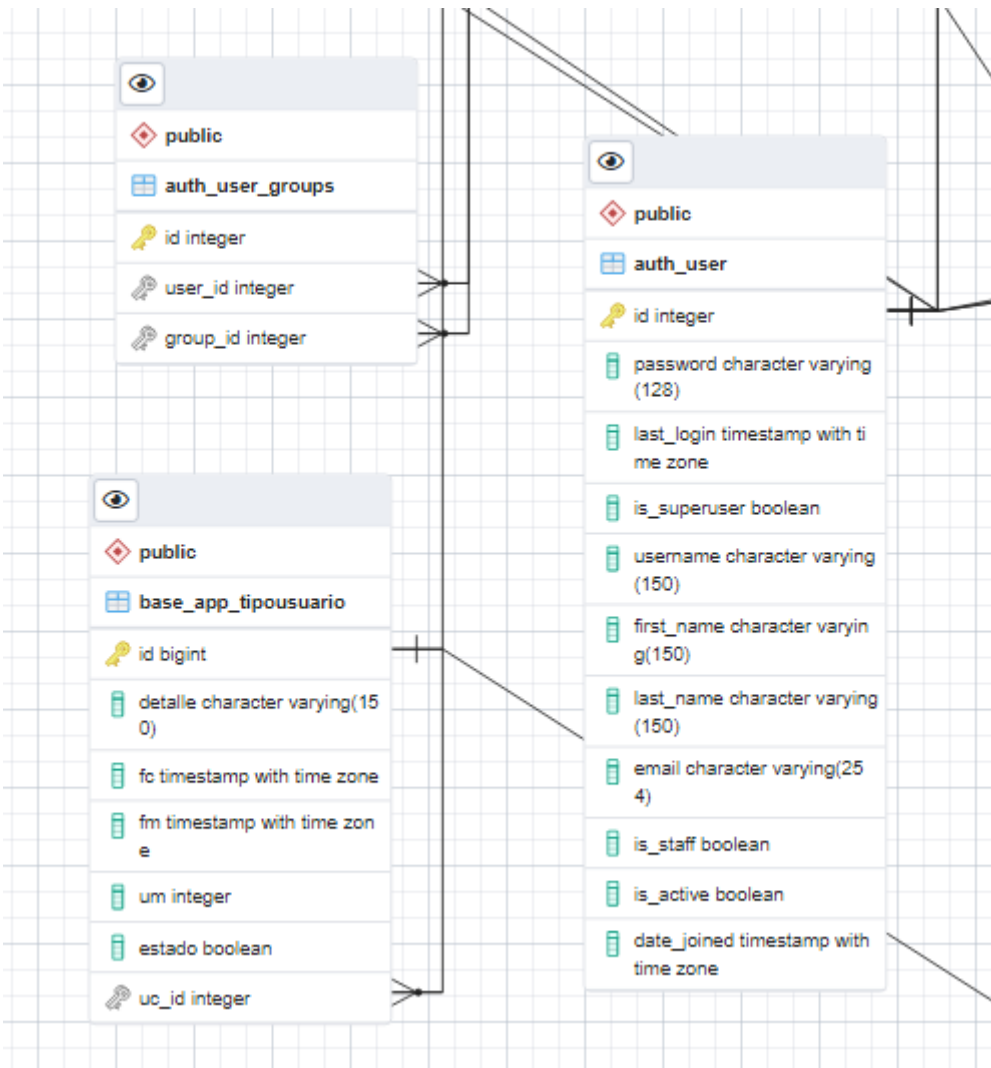 public
auth_user_groups
id integer
user_id integer
group_id integer
public
auth_user
id integer
password character varying
(128)
last_login timestamp with ti
me zone
is_superuser boolean
username character varying
(150)
first_name character varyin
g(150)
last_name character varying
(150)
email character varying(25
4)
is_staff boolean
is_active boolean
date_joined timestamp with
time zone
public
base_app_tipousuario
id bigint
detalle character varying(15
0)
fc timestamp with time zone
fm timestamp with time zon
e
um integer
estado boolean
uc_id integer